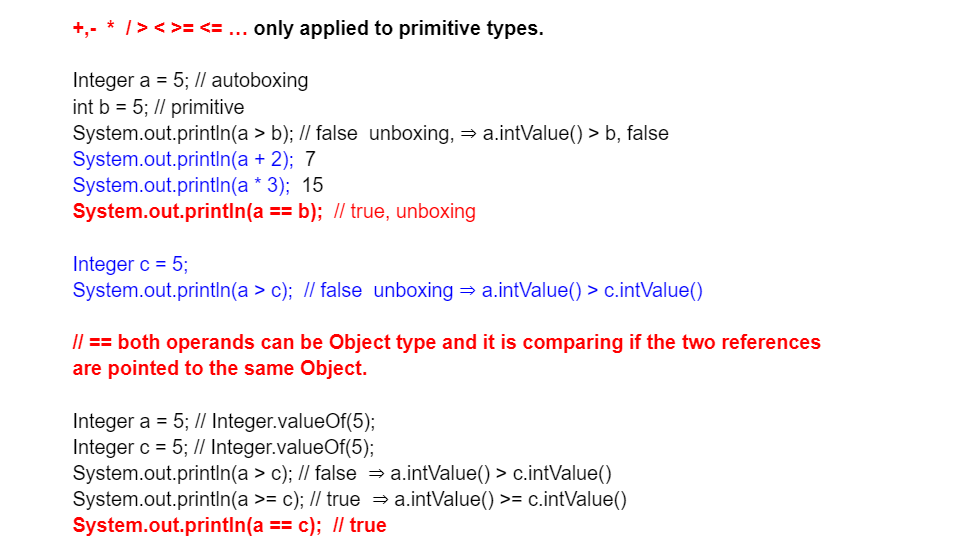 +,- * / > < >= <= … only applied to primitive types.
Integer a = 5; // autoboxing
int b = 5; // primitive
System.out.println(a > b); // false  unboxing, ⇒ a.intValue() > b, false
System.out.println(a + 2);  7
System.out.println(a * 3);  15
System.out.println(a == b);  // true, unboxing
Integer c = 5;
System.out.println(a > c);  // false  unboxing ⇒ a.intValue() > c.intValue()
// == both operands can be Object type and it is comparing if the two references
are pointed to the same Object.
Integer a = 5; // Integer.valueOf(5);
Integer c = 5; // Integer.valueOf(5);
System.out.println(a > c); // false  ⇒ a.intValue() > c.intValue()
System.out.println(a >= c); // true  ⇒ a.intValue() >= c.intValue()
System.out.println(a == c);  // true